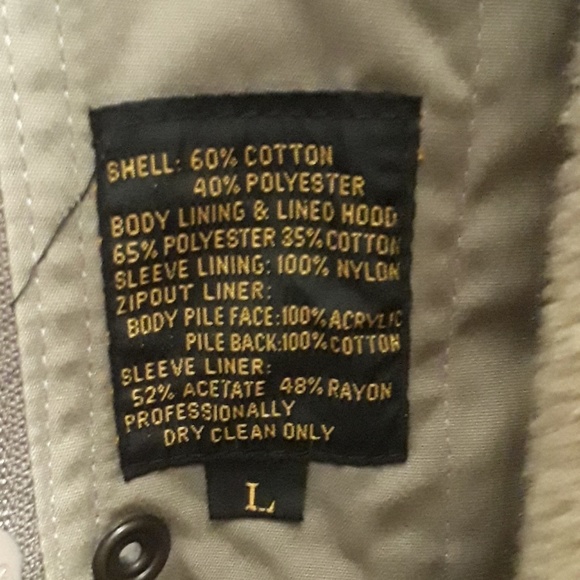 SHELL: 60% COTTON
40% POLYESTER
BODY LINING & LINED HOOD
65% POLYESTER 35% COTTON
SLEEVE LINING: 100% NYLON
ZIPOUT LINER:
BODY PILE FACE:100% ACRYLIC
PILE BACK:100% COTTON
SLEEVE LINER:
52% ACETATE 48% RAYON
PROFESSIONALLY
DRY CLEAN ONLY
L